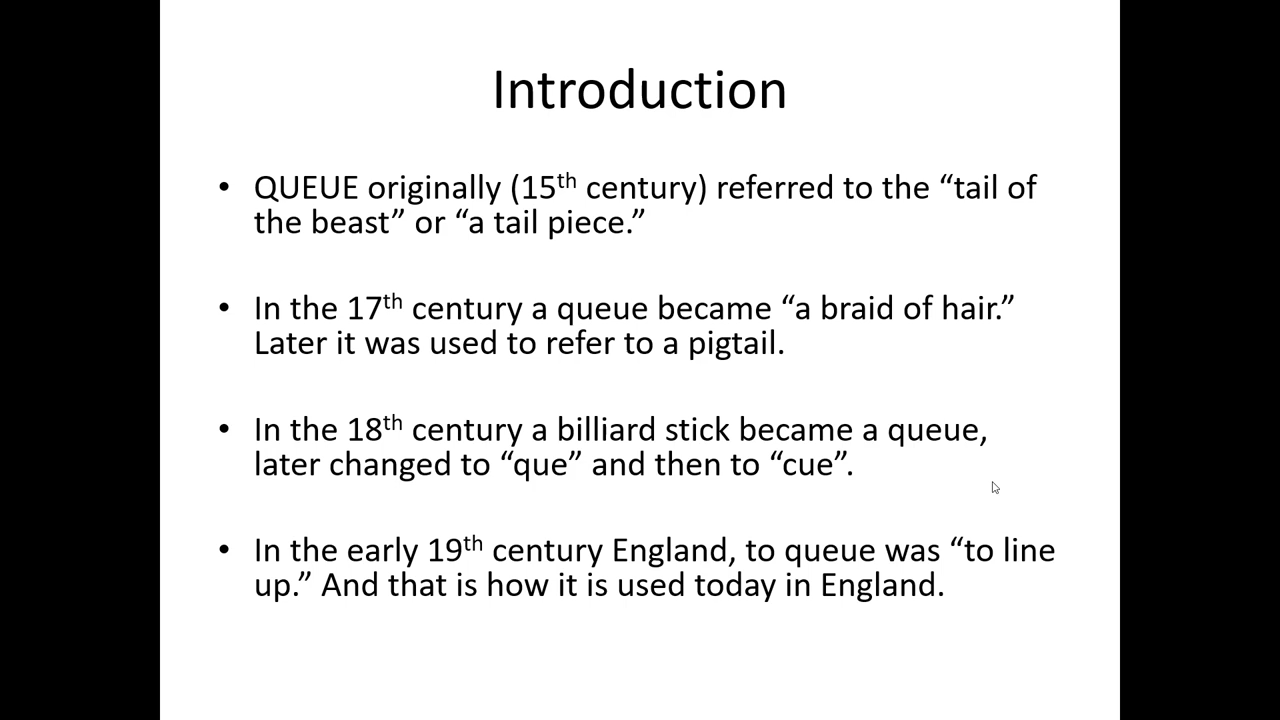 Introduction
• QUEUE originally (15th century) referred to the “tail of
the beast” or “a tail piece.”
• In the 17th century a queue became “a braid of hair.”
Later it was used to refer to a pigtail.
• In the 18th century a billiard stick became a queue,
later changed to “que” and then to “cue”.
• In the early 19th century England, to queue was “to line
up.” And that is how it is used today in England.